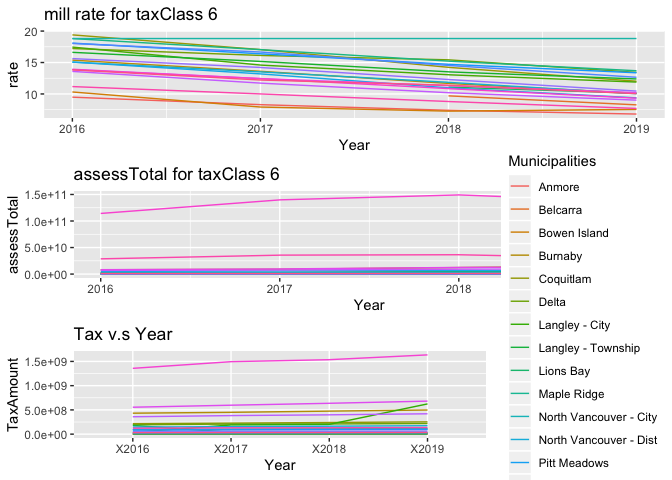 mill rate for taxClass 6
20
15
10
rate
2016 2017 2018 2019
Year
assessTotal for taxClass 6
1.5e+11
1.0e+11
5.0e+10
0.0e+00
assessTotal
2016 2017 2018
Year
Tax v.s Year
1.5e+09
1.0e+09
5.0e+08
0.0e+00
TaxAmount
X2016 X2017 X2018 X2019
Year
Municipalities
Anmore
Belcarra
Bowen Island
Burnaby
Coquitlam
Delta
Langley - City
Langley - Township
Lions Bay
Maple Ridge
North Vancouver - City
North Vancouver - Dist
Pitt Meadows